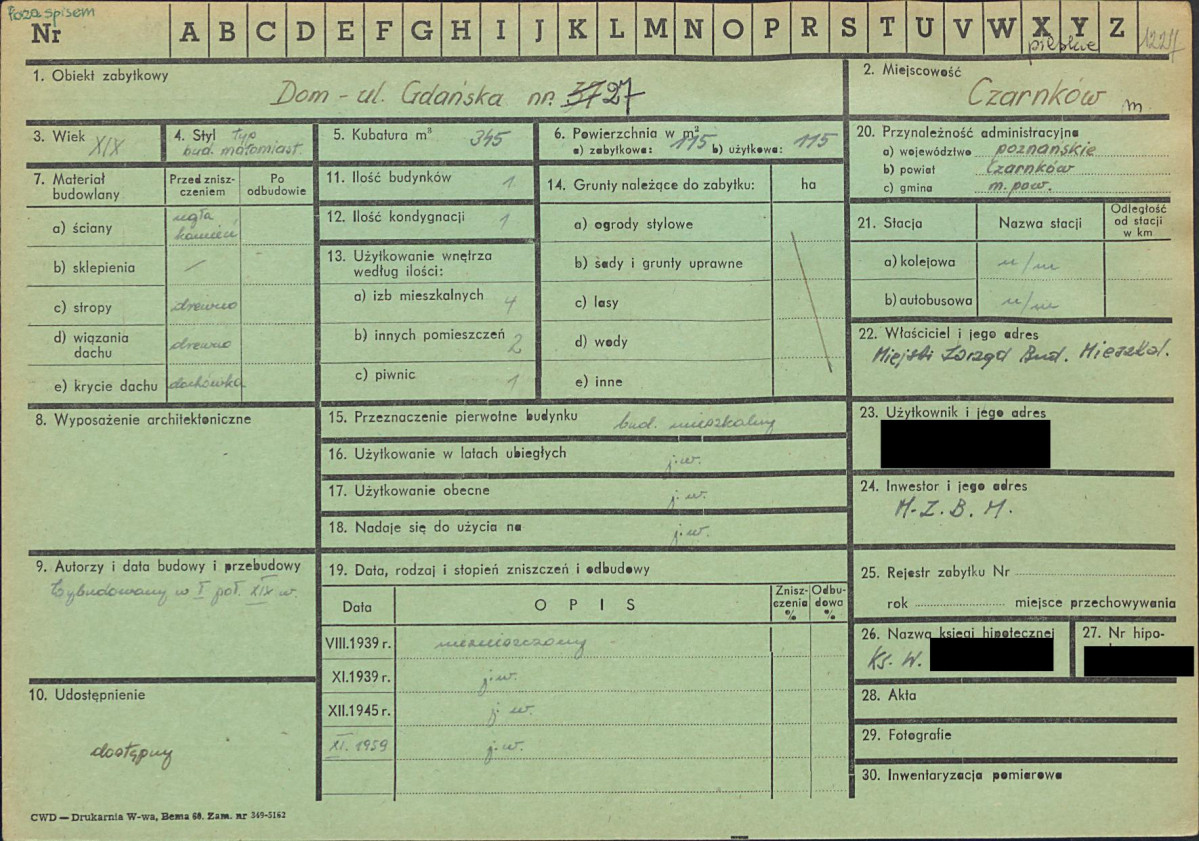 Poza spisem
Nr A B C D E F G H I J K L M N O P R S T U V W X Y Z
pilskie
1. Obiekt zabytkowy
Dom - ul. Gdańska nr. 37 27
2. Miejscowość
Czarnków m.
3. Wiek XIX
4. Styl typ
bud. małomiast.
5. Kubatura m³ 345
6. Powierzchnia w m²
a) zabytkowa: 115 b) użytkowa: 115
20. Przynależność administracyjna
a) województwo poznańskie
b) powiat Czarnków
c) gmina m. pow.
7. Materiał budowlany
Przed zniszczeniem
Po odbudowie
a) ściany cegła, kamień
b) sklepienia /
c) stropy drewno
d) wiązania dachu drewno
e) krycie dachu dachówka
11. Ilość budynków 1
12. Ilość kondygnacji 1
13. Użytkowanie wnętrza
według ilości:
a) izb mieszkalnych 4
b) innych pomieszczeń 2
c) piwnic 1
14. Grunty należące do zabytku: ha
a) ogrody stylowe
b) sady i grunty uprawne
c) lasy
d) wody
e) inne
21. Stacja Nazwa stacji Odległość od stacji w km
a) kolejowa n/m
b) autobusowa n/m
22. Właściciel i jego adres
Miejski Zarząd Bud. Mieszkal.
8. Wyposażenie architektoniczne
15. Przeznaczenie pierwotne budynku bud. mieszkalny
16. Użytkowanie w latach ubiegłych j.w.
17. Użytkowanie obecne j.w.
18. Nadaje się do użycia na j.w.
23. Użytkownik i jego adres
24. Inwestor i jego adres
M. Z. B. M.
9. Autorzy i data budowy i przebudowy
Wybudowany w I poł. XIX w.
19. Data, rodzaj i stopień zniszczeń i odbudowy
Data OPIS Zniszczenia % Odbudowa %
VIII.1939 r. niezniszczony
XI.1939 r. j.w.
XII.1945 r. j.w.
XI. 1959 j.w.
25. Rejestr zabytku Nr
rok miejsce przechowywania
26. Nazwa księgi hipotecznej
Ks. W.
27. Nr hipo-
10. Udostępnienie
dostępny
28. Akta
29. Fotografie
30. Inwentaryzacja pomiarowa
CWD — Drukarnia W-wa, Bema 68. Zam. nr 349-5162